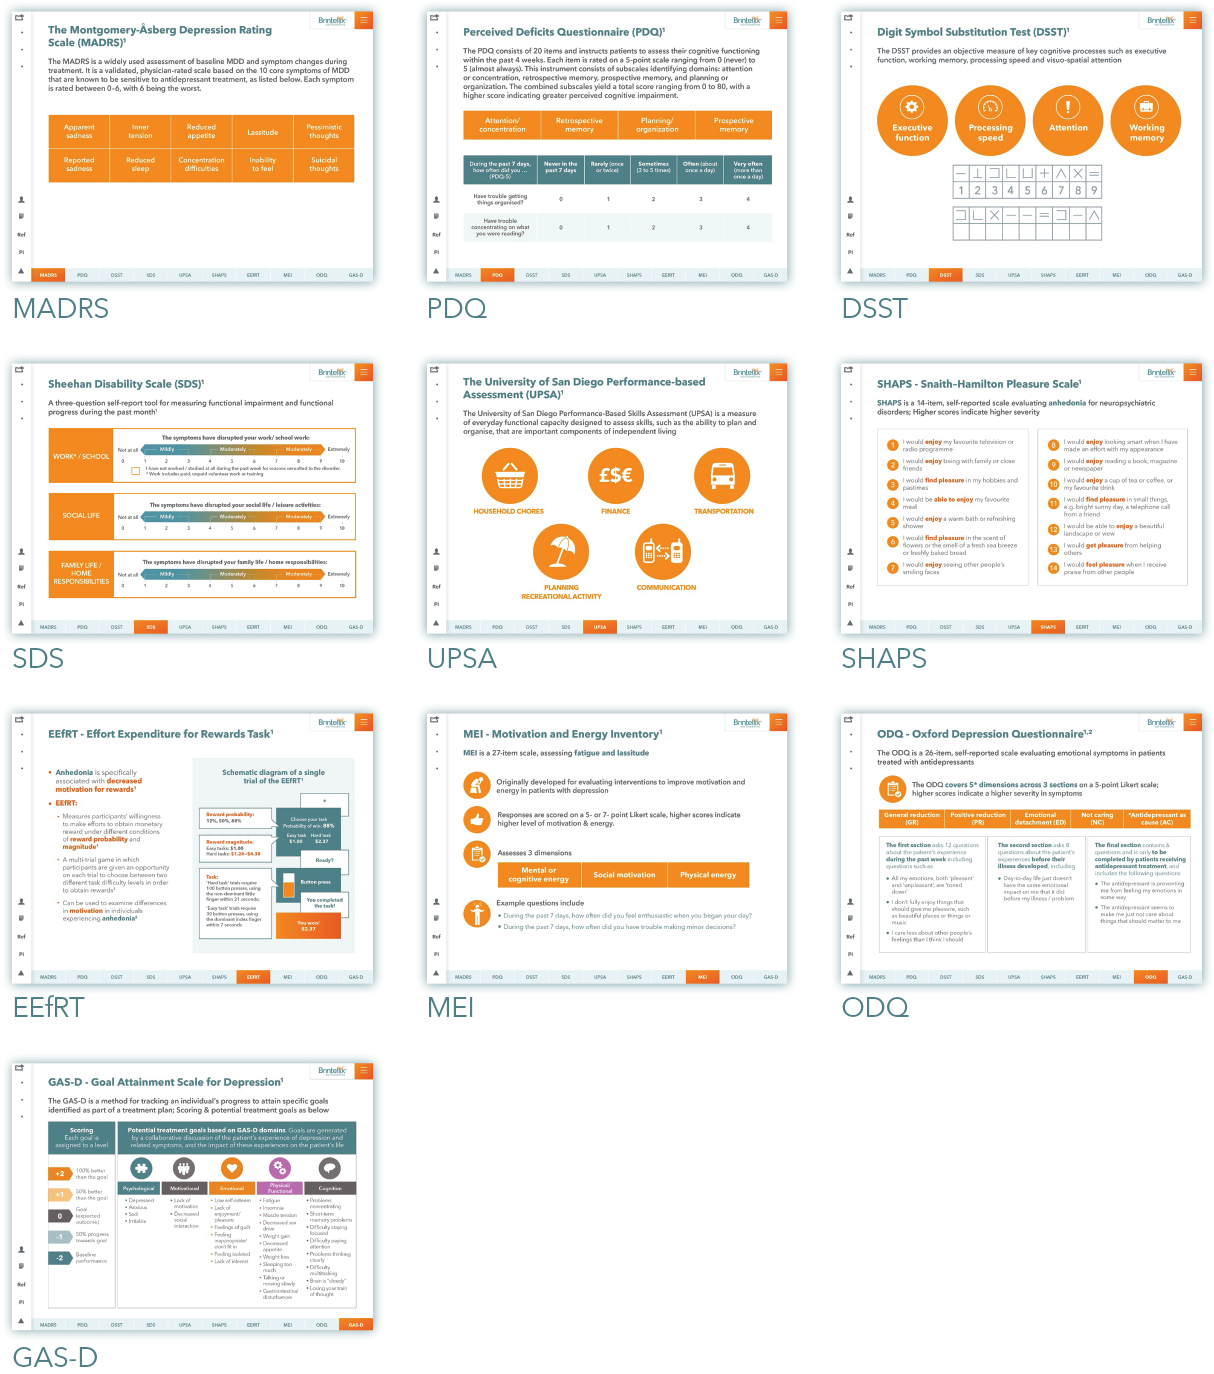 The Montgomery-Åsberg Depression Rating
Scale (MADRS)¹
Brintellix
The MADRS is a widely used assessment of baseline MDD and symptom changes during
treatment. It is a validated, physician-rated scale based on the 10 core symptoms of MDD
that are known to be sensitive to antidepressant treatment, as listed below. Each symptom
is rated between 0–6, with 6 being the worst.
Apparent sadness
Inner tension
Reduced appetite
Lassitude
Pessimistic thoughts
Reported sadness
Reduced sleep
Concentration difficulties
Inability to feel
Suicidal thoughts
Ref
PI
MADRS PDQ DSST SDS UPSA SHAPS EEfRT MEI ODQ GAS-D
MADRS
Perceived Deficits Questionnaire (PDQ)¹
Brintellix
The PDQ consists of 20 items and instructs patients to assess their cognitive functioning
within the past 4 weeks. Each item is rated on a 5-point scale ranging from 0 (never) to
5 (almost always). This instrument consists of subscales identifying domains: attention
or concentration, retrospective memory, prospective memory, and planning or
organization. The combined subscales yield a total score ranging from 0 to 80, with a
higher score indicating greater perceived cognitive impairment.
Attention/ concentration
Retrospective memory
Planning/ organization
Prospective memory
During the past 7 days, how often did you ... (PDQ-5)
Never in the past 7 days
Rarely (once or twice)
Sometimes (3 to 5 times)
Often (about once a day)
Very often (more than once a day)
Have trouble getting things organised? 0 1 2 3 4
Have trouble concentrating on what you were reading? 0 1 2 3 4
Ref
PI
MADRS PDQ DSST SDS UPSA SHAPS EEfRT MEI ODQ GAS-D
PDQ
Digit Symbol Substitution Test (DSST)¹
Brintellix
The DSST provides an objective measure of key cognitive processes such as executive
function, working memory, processing speed and visuo-spatial attention
Executive function
Processing speed
Attention
Working memory
1 2 3 4 5 6 7 8 9
Ref
PI
MADRS PDQ DSST SDS UPSA SHAPS EEfRT MEI ODQ GAS-D
DSST
Sheehan Disability Scale (SDS)¹
Brintellix
A three-question self-report tool for measuring functional impairment and functional
progress during the past month¹
WORK* / SCHOOL
The symptoms have disrupted your work/ school work:
Not at all Mildly Moderately Moderately Extremely
0 1 2 3 4 5 6 7 8 9 10
I have not worked / studied at all during the past week for reasons unrelated to the disorder.
* Work includes paid, unpaid volunteer work or training
SOCIAL LIFE
The symptoms have disrupted your social life / leisure activities:
Not at all Mildly Moderately Moderately Extremely
0 1 2 3 4 5 6 7 8 9 10
FAMILY LIFE / HOME RESPONSIBILITIES
The symptoms have disrupted your family life / home responsibilities:
Not at all Mildly Moderately Moderately Extremely
0 1 2 3 4 5 6 7 8 9 10
Ref
PI
MADRS PDQ DSST SDS UPSA SHAPS EEfRT MEI ODQ GAS-D
SDS
The University of San Diego Performance-based
Assessment (UPSA)¹
Brintellix
The University of San Diego Performance-Based Skills Assessment (UPSA) is a measure
of everyday functional capacity designed to assess skills, such as the ability to plan and
organise, that are important components of independent living
£$€
HOUSEHOLD CHORES
FINANCE
TRANSPORTATION
PLANNING RECREATIONAL ACTIVITY
COMMUNICATION
Ref
PI
MADRS PDQ DSST SDS UPSA SHAPS EEfRT MEI ODQ GAS-D
UPSA
SHAPS - Snaith–Hamilton Pleasure Scale¹
Brintellix
SHAPS is a 14-item, self-reported scale evaluating anhedonia for neuropsychiatric
disorders; Higher scores indicate higher severity
1 I would enjoy my favourite television or radio programme
2 I would enjoy being with family or close friends
3 I would find pleasure in my hobbies and pastimes
4 I would be able to enjoy my favourite meal
5 I would enjoy a warm bath or refreshing shower
6 I would find pleasure in the scent of flowers or the smell of a fresh sea breeze or freshly baked bread
7 I would enjoy seeing other people's smiling faces
8 I would enjoy looking smart when I have made an effort with my appearance
9 I would enjoy reading a book, magazine or newspaper
10 I would enjoy a cup of tea or coffee, or my favourite drink
11 I would find pleasure in small things, e.g. bright sunny day, a telephone call from a friend
12 I would be able to enjoy a beautiful landscape or view
13 I would get pleasure from helping others
14 I would feel pleasure when I receive praise from other people
Ref
PI
MADRS PDQ DSST SDS UPSA SHAPS EEfRT MEI ODQ GAS-D
SHAPS
EEfRT - Effort Expenditure for Rewards Task¹
Brintellix
• Anhedonia is specifically
associated with decreased
motivation for rewards¹
• EEfRT:
• Measures participants' willingness
to make efforts to obtain monetary
reward under different conditions
of reward probability and
magnitude¹
• A multi-trial game in which
participants are given an opportunity
on each trial to choose between two
different task difficulty levels in order
to obtain rewards¹
• Can be used to examine differences
in motivation in individuals
experiencing anhedonia²
Schematic diagram of a single
trial of the EEfRT¹
+
Reward probability:
12%, 50%, 88%
Choose your task
Probability of win: 88%
Easy task Hard task
$1.00 $2.37
Reward magnitude:
Easy tasks: $1.00
Hard tasks: $1.24–$4.30
Ready?
Task:
'Hard task' trials require
100 button presses, using
the non-dominant little
finger within 21 seconds;
'Easy task' trials require
30 button presses, using
the dominant index finger
within 7 seconds
Button press
You completed
the task!
You won!
$2.37
Ref
PI
MADRS PDQ DSST SDS UPSA SHAPS EEfRT MEI ODQ GAS-D
EEfRT
MEI - Motivation and Energy Inventory¹
Brintellix
MEI is a 27-item scale, assessing fatigue and lassitude
Originally developed for evaluating interventions to improve motivation and
energy in patients with depression
Responses are scored on a 5- or 7- point Likert scale, higher scores indicate
higher level of motivation & energy.
Assesses 3 dimensions
Mental or cognitive energy
Social motivation
Physical energy
Example questions include
• During the past 7 days, how often did you feel enthusiastic when you began your day?
• During the past 7 days, how often did you have trouble making minor decisions?
Ref
PI
MADRS PDQ DSST SDS UPSA SHAPS EEfRT MEI ODQ GAS-D
MEI
ODQ - Oxford Depression Questionnaire¹,²
Brintellix
The ODQ is a 26-item, self-reported scale evaluating emotional symptoms in patients
treated with antidepressants
The ODQ covers 5* dimensions across 3 sections on a 5-point Likert scale;
higher scores indicate a higher severity in symptoms
General reduction (GR)
Positive reduction (PR)
Emotional detachment (ED)
Not caring (NC)
*Antidepressant as cause (AC)
The first section asks 12 questions
about the patient's experience
during the past week including
questions such as
• All my emotions, both 'pleasant'
and 'unpleasant', are 'toned
down'
• I don't fully enjoy things that
should give me pleasure, such
as beautiful places or things or
music
• I care less about other people's
feelings than I think I should
The second section asks 8
questions about the patient's
experiences before their
illness developed, including
• Day-to-day life just doesn't
have the same emotional
impact on me that it did
before my illness / problem
The final section contains 6
questions and is only to be
completed by patients receiving
antidepressant treatment, and
includes the following questions
• The antidepressant is preventing
me from feeling my emotions in
some way
• The antidepressant seems to
make me just not care about
things that should matter to me
Ref
PI
MADRS PDQ DSST SDS UPSA SHAPS EEfRT MEI ODQ GAS-D
ODQ
GAS-D - Goal Attainment Scale for Depression¹
Brintellix
The GAS-D is a method for tracking an individual's progress to attain specific goals
identified as part of a treatment plan; Scoring & potential treatment goals as below
Scoring
Each goal is
assigned to a level
Potential treatment goals based on GAS-D domains. Goals are generated
by a collaborative discussion of the patient's experience of depression and
related symptoms, and the impact of these experiences on the patient's life
+2 100% better than the goal
+1 50% better than the goal
0 Goal (expected outcome)
-1 50% progress towards goal
-2 Baseline performance
Psychological
• Depressed
• Anxious
• Sad
• Irritable
Motivational
• Lack of motivation
• Decreased social interaction
Emotional
• Low self-esteem
• Lack of enjoyment/ pleasure
• Feelings of guilt
• Feeling inappropriate/ don't fit in
• Feeling isolated
• Lack of interest
Physical/ Functional
• Fatigue
• Insomnia
• Muscle tension
• Decreased sex drive
• Weight gain
• Decreased appetite
• Weight loss
• Sleeping too much
• Talking or moving slowly
• Gastrointestinal disturbances
Cognition
• Problems concentrating
• Short-term memory problems
• Difficulty staying focused
• Difficulty paying attention
• Problems thinking clearly
• Difficulty multitasking
• Brain is "cloudy"
• Losing your train of thought
Ref
PI
MADRS PDQ DSST SDS UPSA SHAPS EEfRT MEI ODQ GAS-D
GAS-D